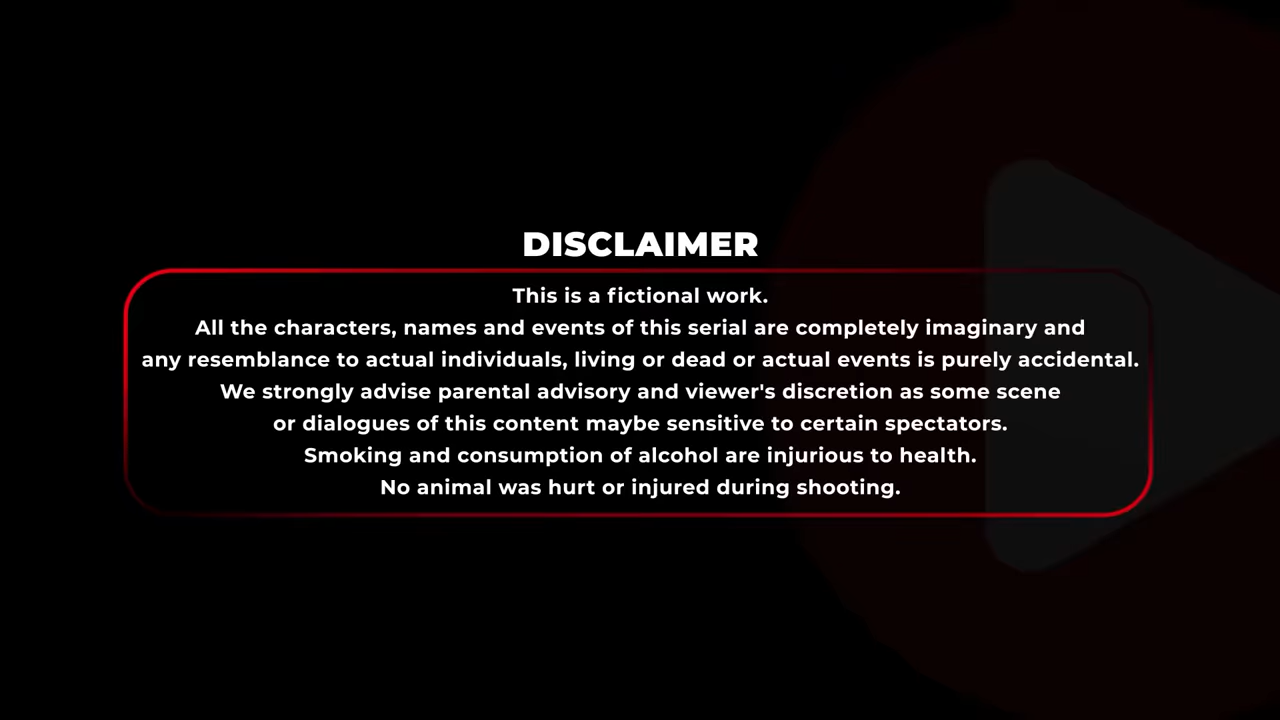 DISCLAIMER
This is a fictional work.
All the characters, names and events of this serial are completely imaginary and
any resemblance to actual individuals, living or dead or actual events is purely accidental.
We strongly advise parental advisory and viewer's discretion as some scene
or dialogues of this content maybe sensitive to certain spectators.
Smoking and consumption of alcohol are injurious to health.
No animal was hurt or injured during shooting.